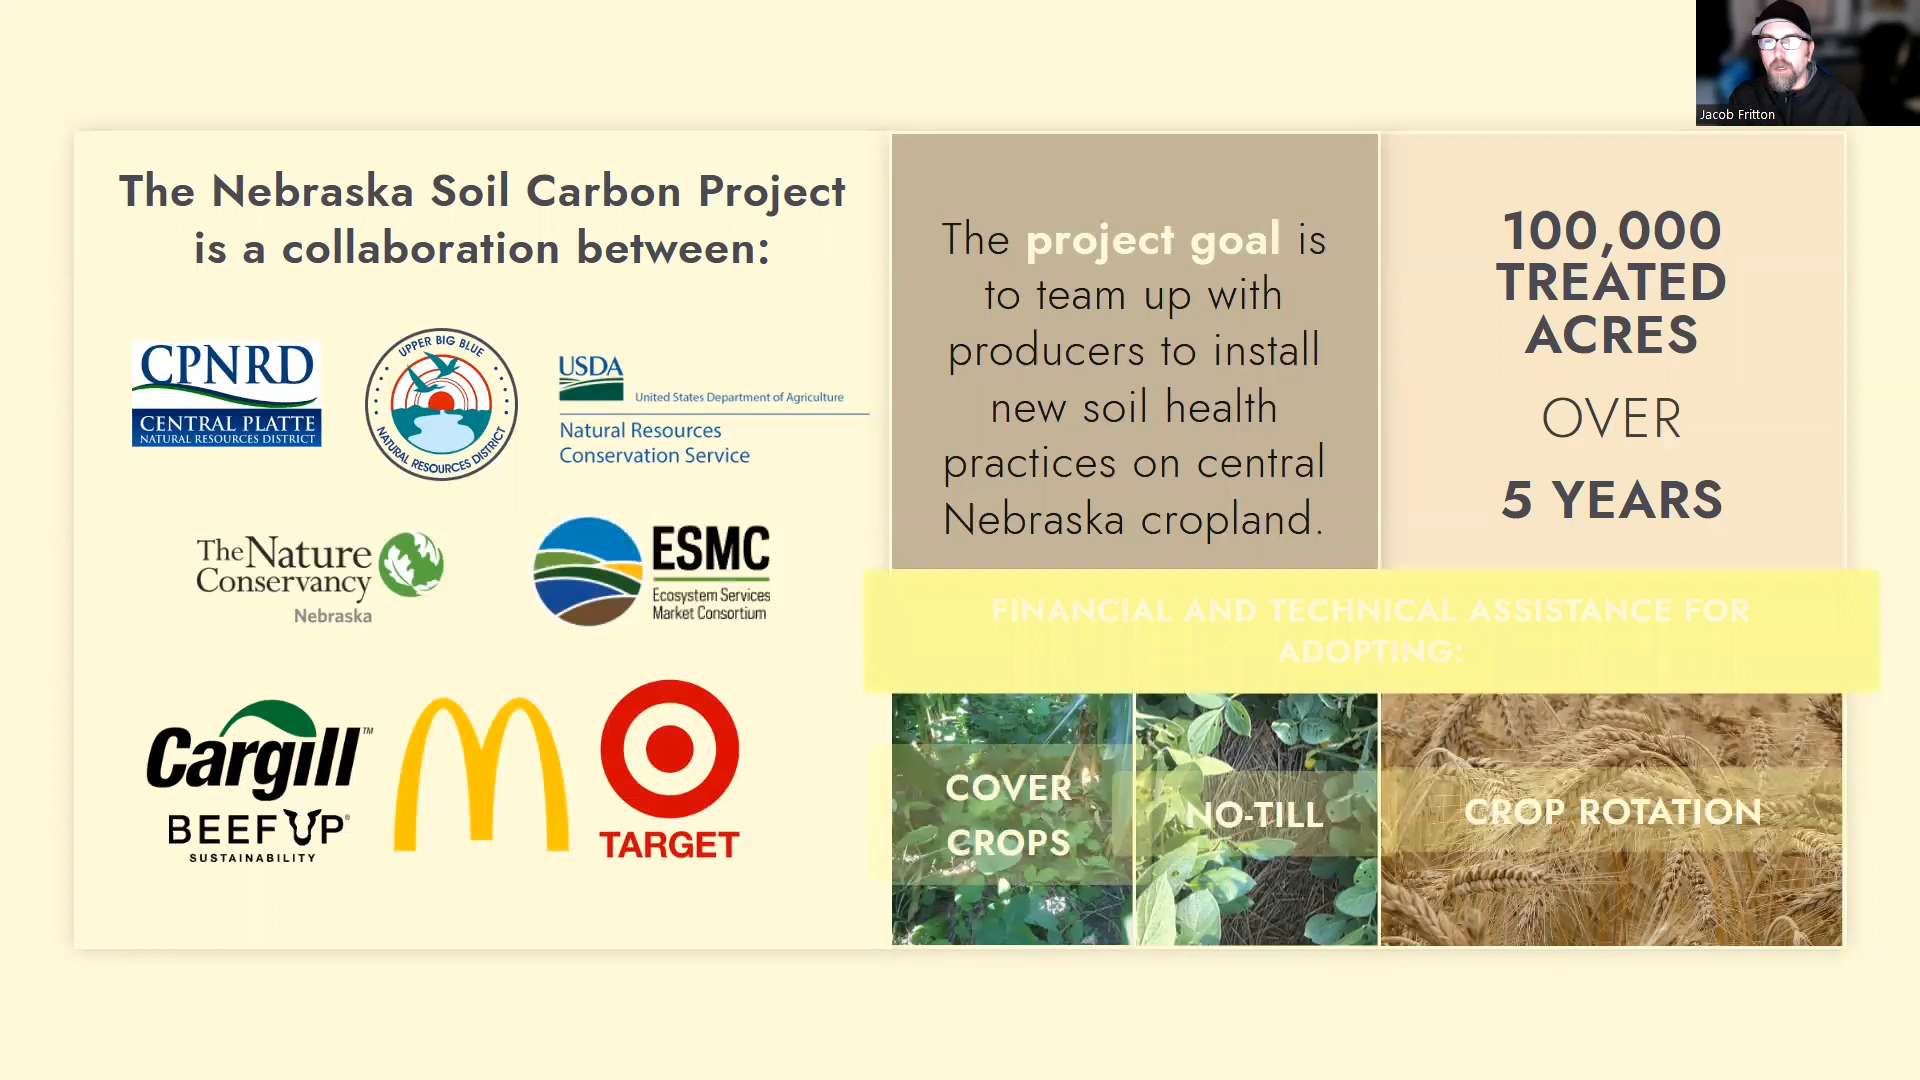 Jacob Fritton
The Nebraska Soil Carbon Project
is a collaboration between:
CPNRD
CENTRAL PLATTE
NATURAL RESOURCES DISTRICT
UPPER BIG BLUE
NATURAL RESOURCES DISTRICT
USDA
United States Department of Agriculture
Natural Resources
Conservation Service
The Nature
Conservancy
Nebraska
ESMC
Ecosystem Services
Market Consortium
Cargill™
BEEF UP®
SUSTAINABILITY
TARGET
The project goal is
to team up with
producers to install
new soil health
practices on central
Nebraska cropland.
100,000
TREATED
ACRES
OVER
5 YEARS
FINANCIAL AND TECHNICAL ASSISTANCE FOR
ADOPTING:
COVER
CROPS
NO-TILL
CROP ROTATION